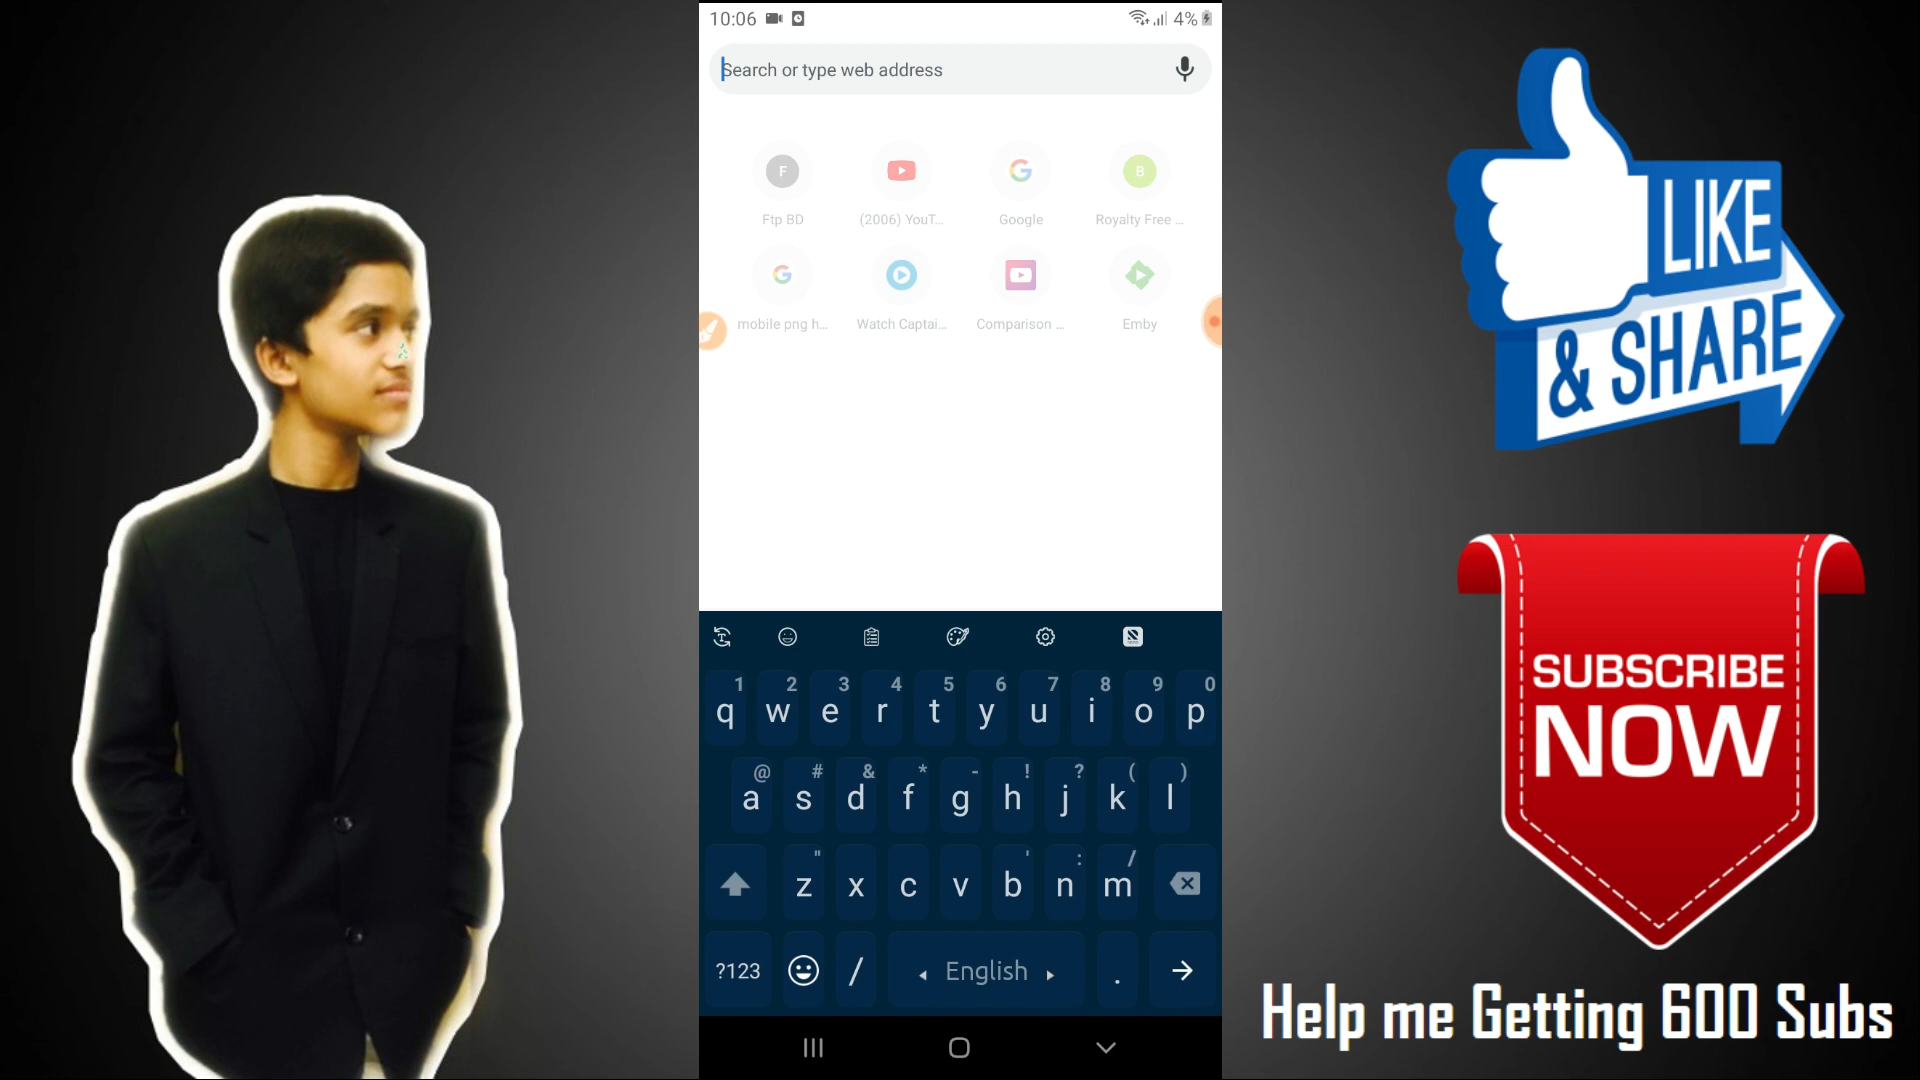 10:06 4%
Search or type web address
F B
Ftp BD (2006) YouT... Google Royalty Free ...
G G
mobile png h... Watch Captai... Comparison ... Emby
1 2 3 4 5 6 7 8 9 0
q w e r t y u i o p
@ # & * - ! ? ( )
a s d f g h j k l
" ' : /
z x c v b n m
?123 / English .
LIKE
& SHARE
SUBSCRIBE
NOW
Help me Getting 600 Subs